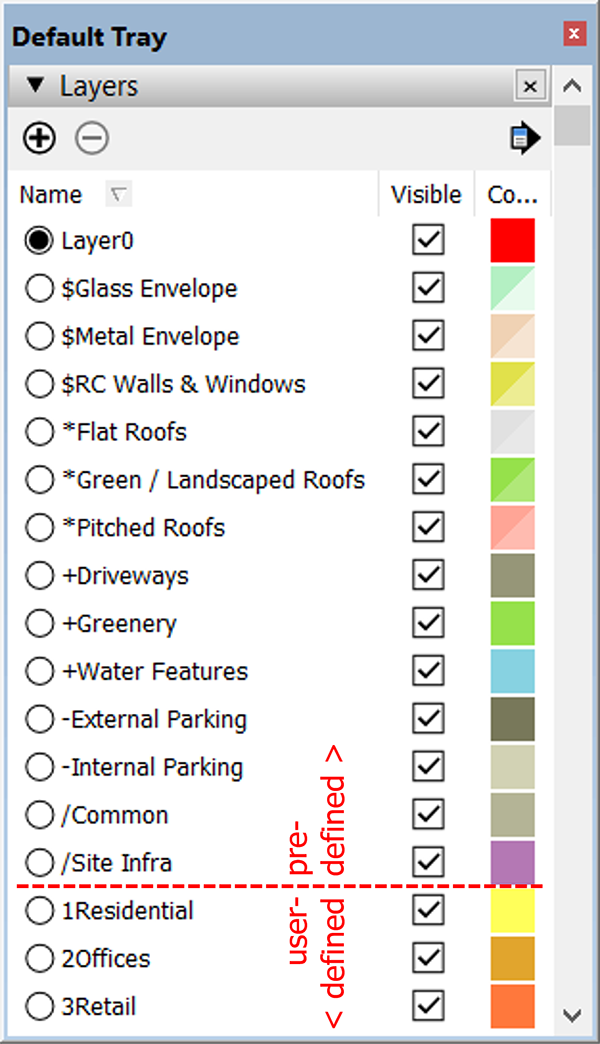 Default Tray
Layers
Name Visible Co...
Layer0
$Glass Envelope
$Metal Envelope
$RC Walls & Windows
*Flat Roofs
*Green / Landscaped Roofs
*Pitched Roofs
+Driveways
+Greenery
+Water Features
-External Parking
-Internal Parking
/Common
/Site Infra
pre-
defined >
1Residential
2Offices
3Retail
user-
< defined